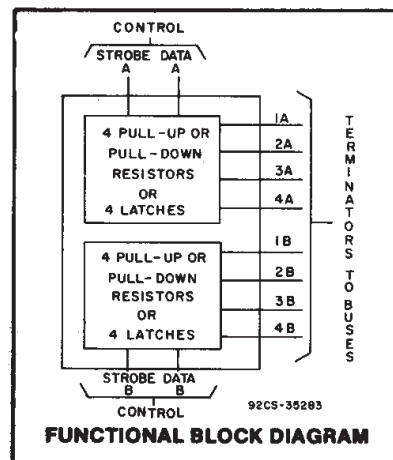 CONTROL
STROBE DATA
A A
4 PULL-UP OR
PULL-DOWN
RESISTORS
OR
4 LATCHES
1A
2A
3A
4A
4 PULL-UP OR
PULL-DOWN
RESISTORS
OR
4 LATCHES
1B
2B
3B
4B
TERMINATORS TO BUSES
STROBE DATA
B B
CONTROL
92CS-35283
FUNCTIONAL BLOCK DIAGRAM